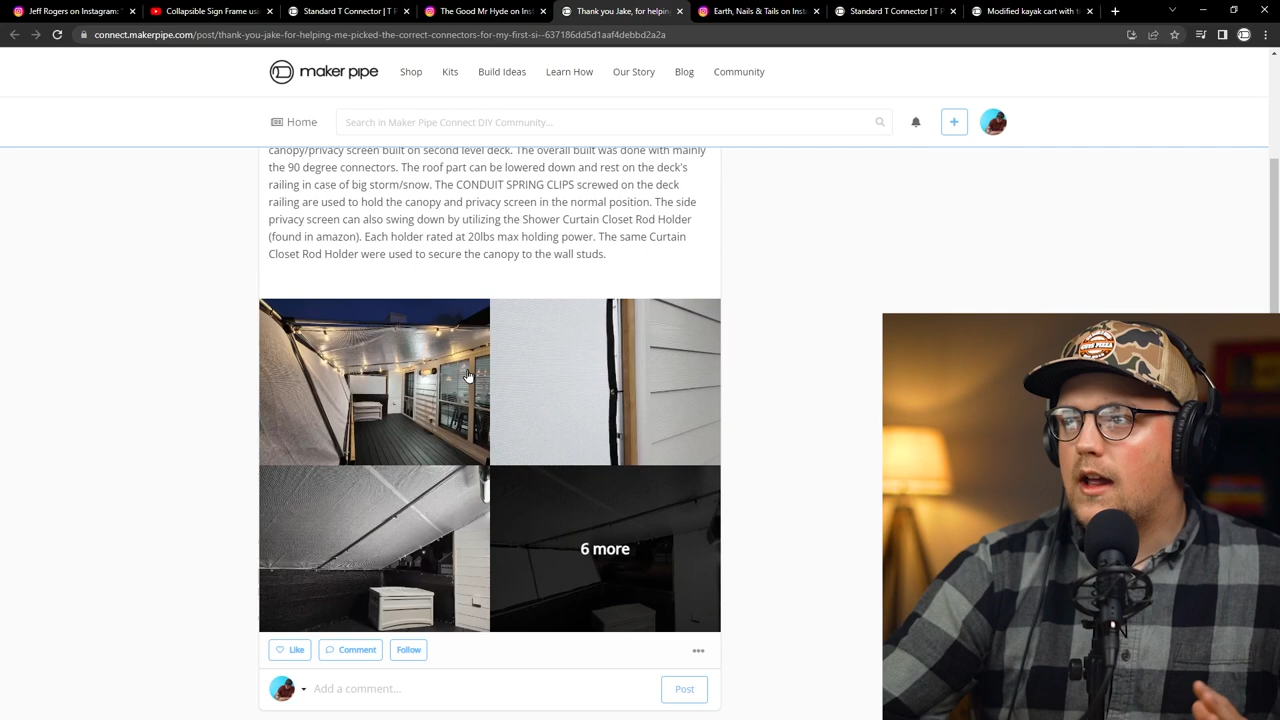 Jeff Rogers on Instagram: "
Collapsible Sign Frame usi
Standard T Connector | T P
The Good Mr Hyde on Inst
Thank you Jake, for helping
Earth, Nails & Tails on Insta
Standard T Connector | T P
Modified kayak cart with t
connect.makerpipe.com/post/thank-you-jake-for-helping-me-picked-the-correct-connectors-for-my-first-si--637186dd5d1aaf4debbd2a2a
maker pipe
Shop
Kits
Build Ideas
Learn How
Our Story
Blog
Community
Home
Search in Maker Pipe Connect DIY Community...
canopy/privacy screen built on second level deck. The overall built was done with mainly
the 90 degree connectors. The roof part can be lowered down and rest on the deck's
railing in case of big storm/snow. The CONDUIT SPRING CLIPS screwed on the deck
railing are used to hold the canopy and privacy screen in the normal position. The side
privacy screen can also swing down by utilizing the Shower Curtain Closet Rod Holder
(found in amazon). Each holder rated at 20lbs max holding power. The same Curtain
Closet Rod Holder were used to secure the canopy to the wall studs.
6 more
Like
Comment
Follow
Add a comment...
Post